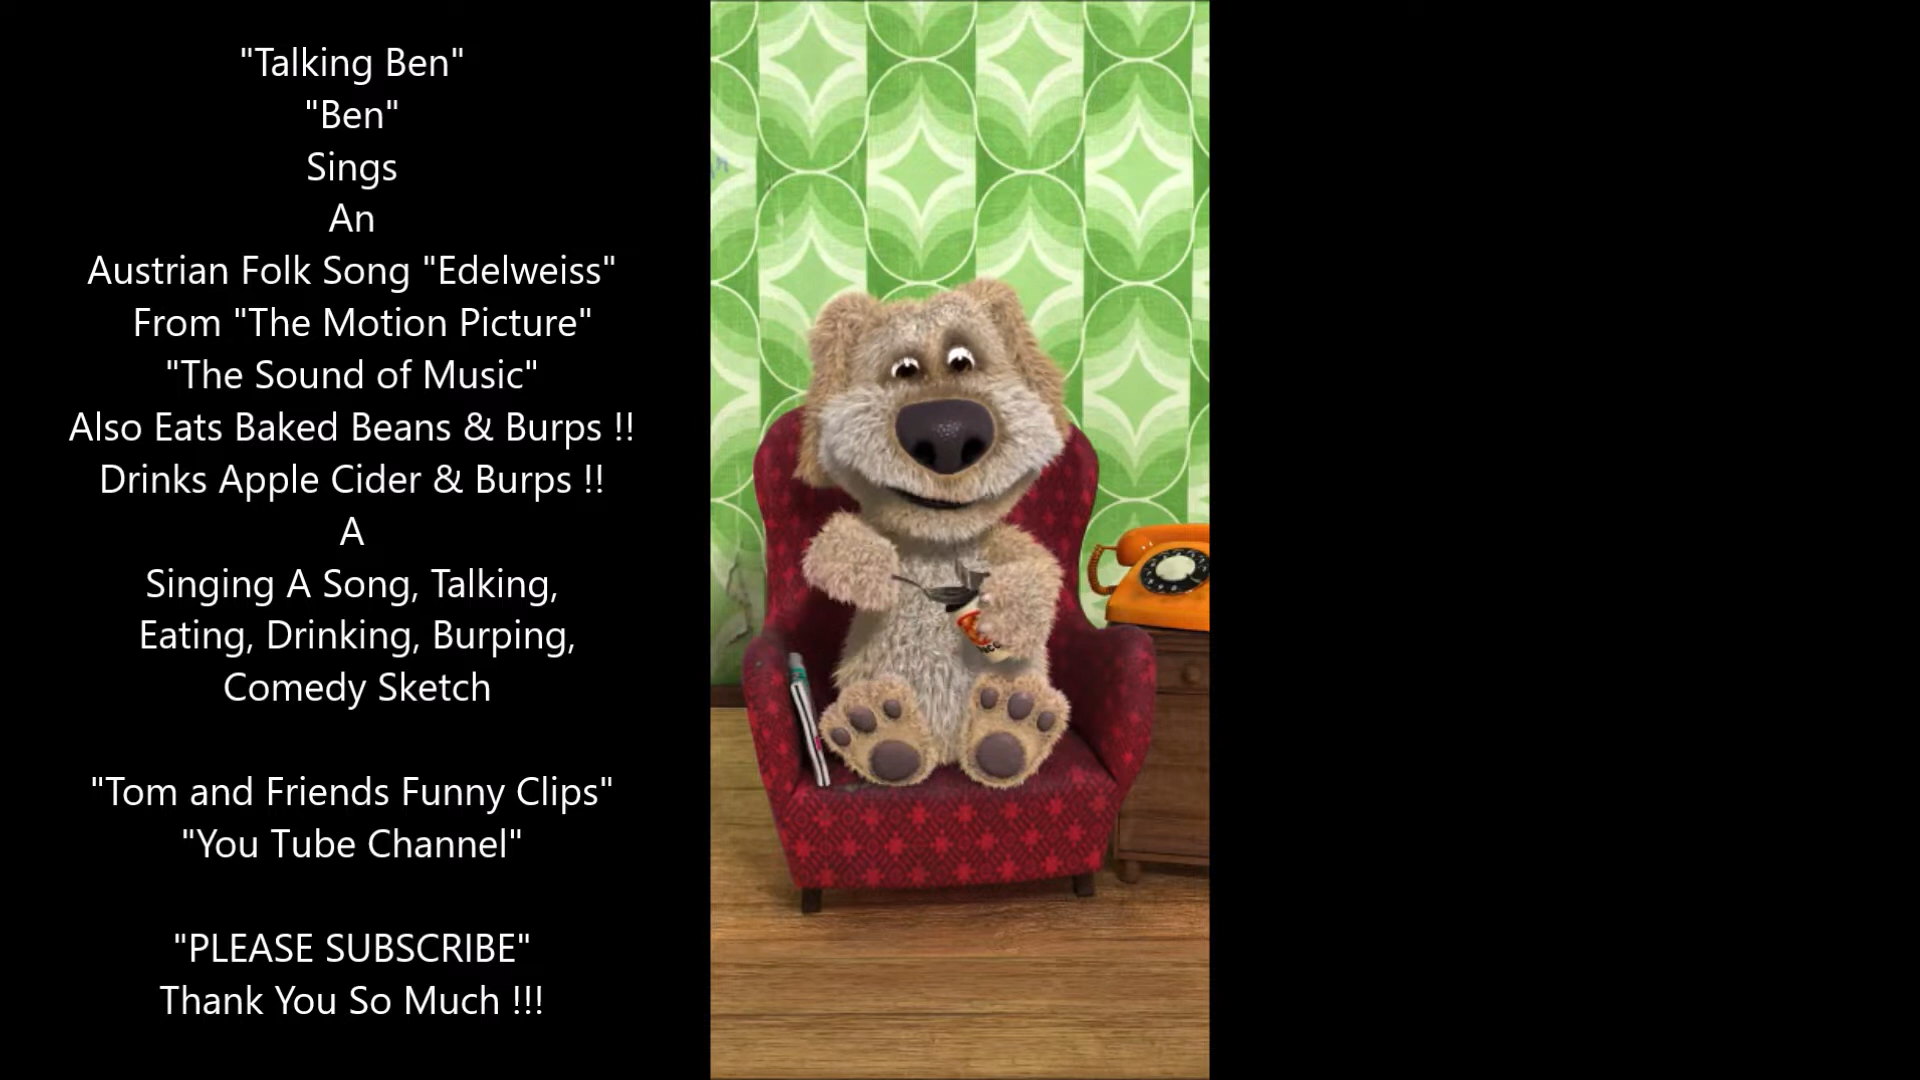 "Talking Ben"
"Ben"
Sings
An
Austrian Folk Song "Edelweiss"
From "The Motion Picture"
"The Sound of Music"
Also Eats Baked Beans & Burps !!
Drinks Apple Cider & Burps !!
A
Singing A Song, Talking,
Eating, Drinking, Burping,
Comedy Sketch
"Tom and Friends Funny Clips"
"You Tube Channel"
"PLEASE SUBSCRIBE"
Thank You So Much !!!